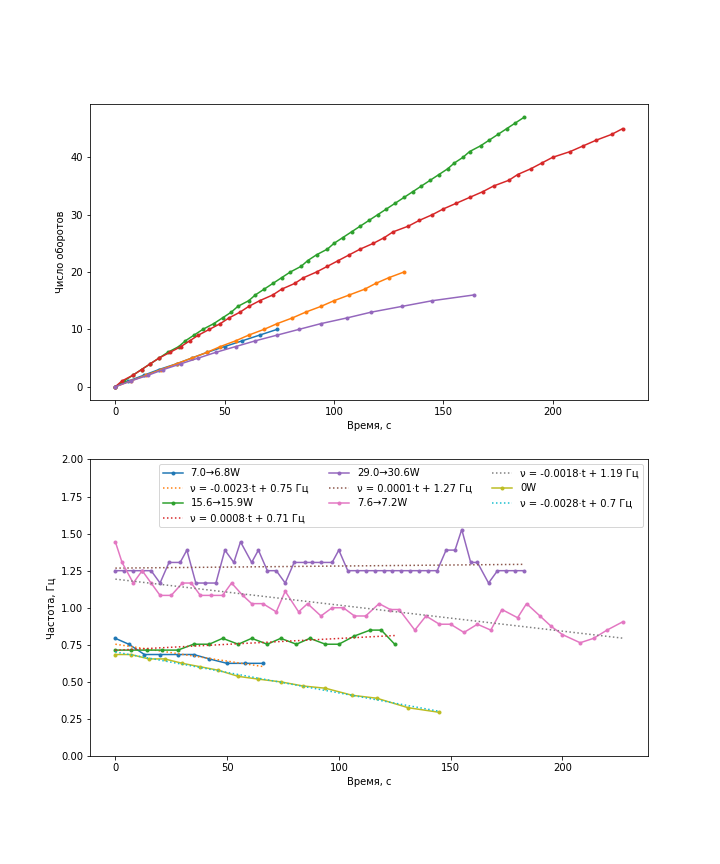 40
30
20
10
0
Число оборотов
0 50 100 150 200
Время, с
2.00
1.75
1.50
1.25
1.00
0.75
0.50
0.25
0.00
Частота, Гц
7.0→6.8W
ν = -0.0023·t + 0.75 Гц
15.6→15.9W
ν = 0.0008·t + 0.71 Гц
29.0→30.6W
ν = 0.0001·t + 1.27 Гц
7.6→7.2W
ν = -0.0018·t + 1.19 Гц
0W
ν = -0.0028·t + 0.7 Гц
0 50 100 150 200
Время, с